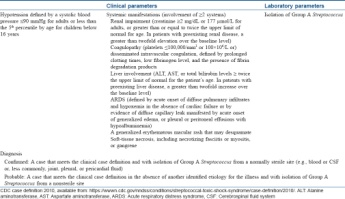 Clinical parameters
Laboratory parameters
Hypertension defined by a systolic blood
pressure ≤90 mmHg for adults or less than
the 5th percentile by age for children below
16 years
Systemic manifestations (involvement of ≥2 systems)
Renal impairment (creatinine ≥2 mg/dL or 177 μmol/L for
adults, or greater than or equal to twice the upper limit of
normal for age. In patients with preexisting renal disease, a
greater than twofold elevation over the baseline level)
Coagulopathy (platelets ≤100,000/mm³ or 100×10⁹/L or)
disseminated intravascular coagulation, defined by prolonged
clotting times, low fibrinogen level, and the presence of fibrin
degradation products
Liver involvement (ALT, AST, or total bilirubin levels ≥ twice
the upper limit of normal for the patient's age. In patients
with preexisting liver disease, a greater than twofold increase over
the baseline level)
ARDS (defined by acute onset of diffuse pulmonary infiltrates
and hypoxemia in the absence of cardiac failure or by
evidence of diffuse capillary leak manifested by acute onset
of generalized edema, or pleural or peritoneal effusions with
hypoalbuminemia)
A generalized erythematous macular rash that may desquamate
Soft-tissue necrosis, including necrotizing fasciitis or myositis,
or gangrene
Isolation of Group A Streptococcus
Diagnosis
Confirmed: A case that meets the clinical case definition and with isolation of Group A Streptococcus from a normally sterile site (e.g., blood or CSF
or, less commonly, joint, pleural, or pericardial fluid)
Probable: A case that meets the clinical case definition in the absence of another identified etiology for the illness and with isolation of Group A
Streptococcus from a nonsterile site
CDC case definition 2010, available from: https://wwwn.cdc.gov/nndss/conditions/streptococcal-toxic-shock-syndrome/case-definition/2010/. ALT: Alanine
aminotransferase, AST: Aspartate aminotransferase, ARDS: Acute respiratory distress syndrome, CSF: Cerebrospinal fluid system